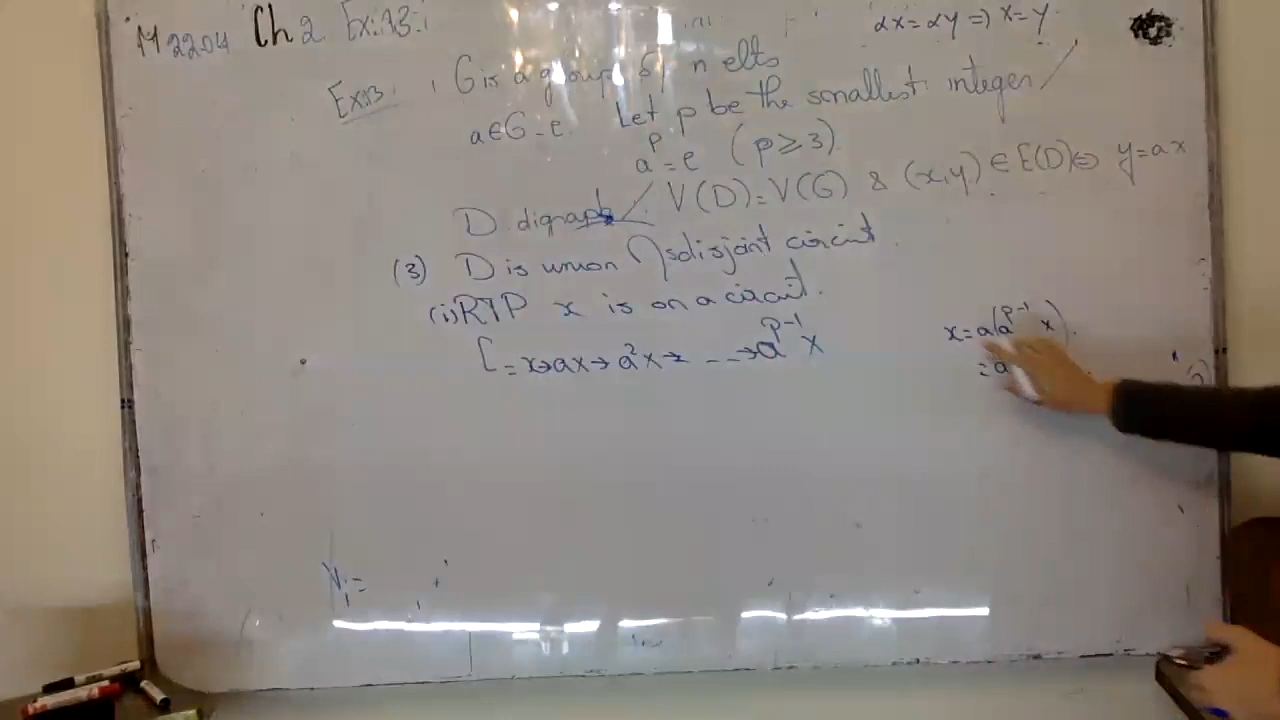 M2204 Ch2 Ex:13:
αx=αy ⇒ x=y
Ex13: G is a group of n elts
a∈G-e. Let p be the smallest integer /
a^p=e (p≥3)
D digraph / V(D)=V(G) & (x,y)∈E(D)⇔ y=ax
(3) D is union of disjoint circuit.
(i) RTP x is on a circuit.
C=x→ax→a²x→ ---→a^{p-1}x
x=a(a^{p-1}x).
=a